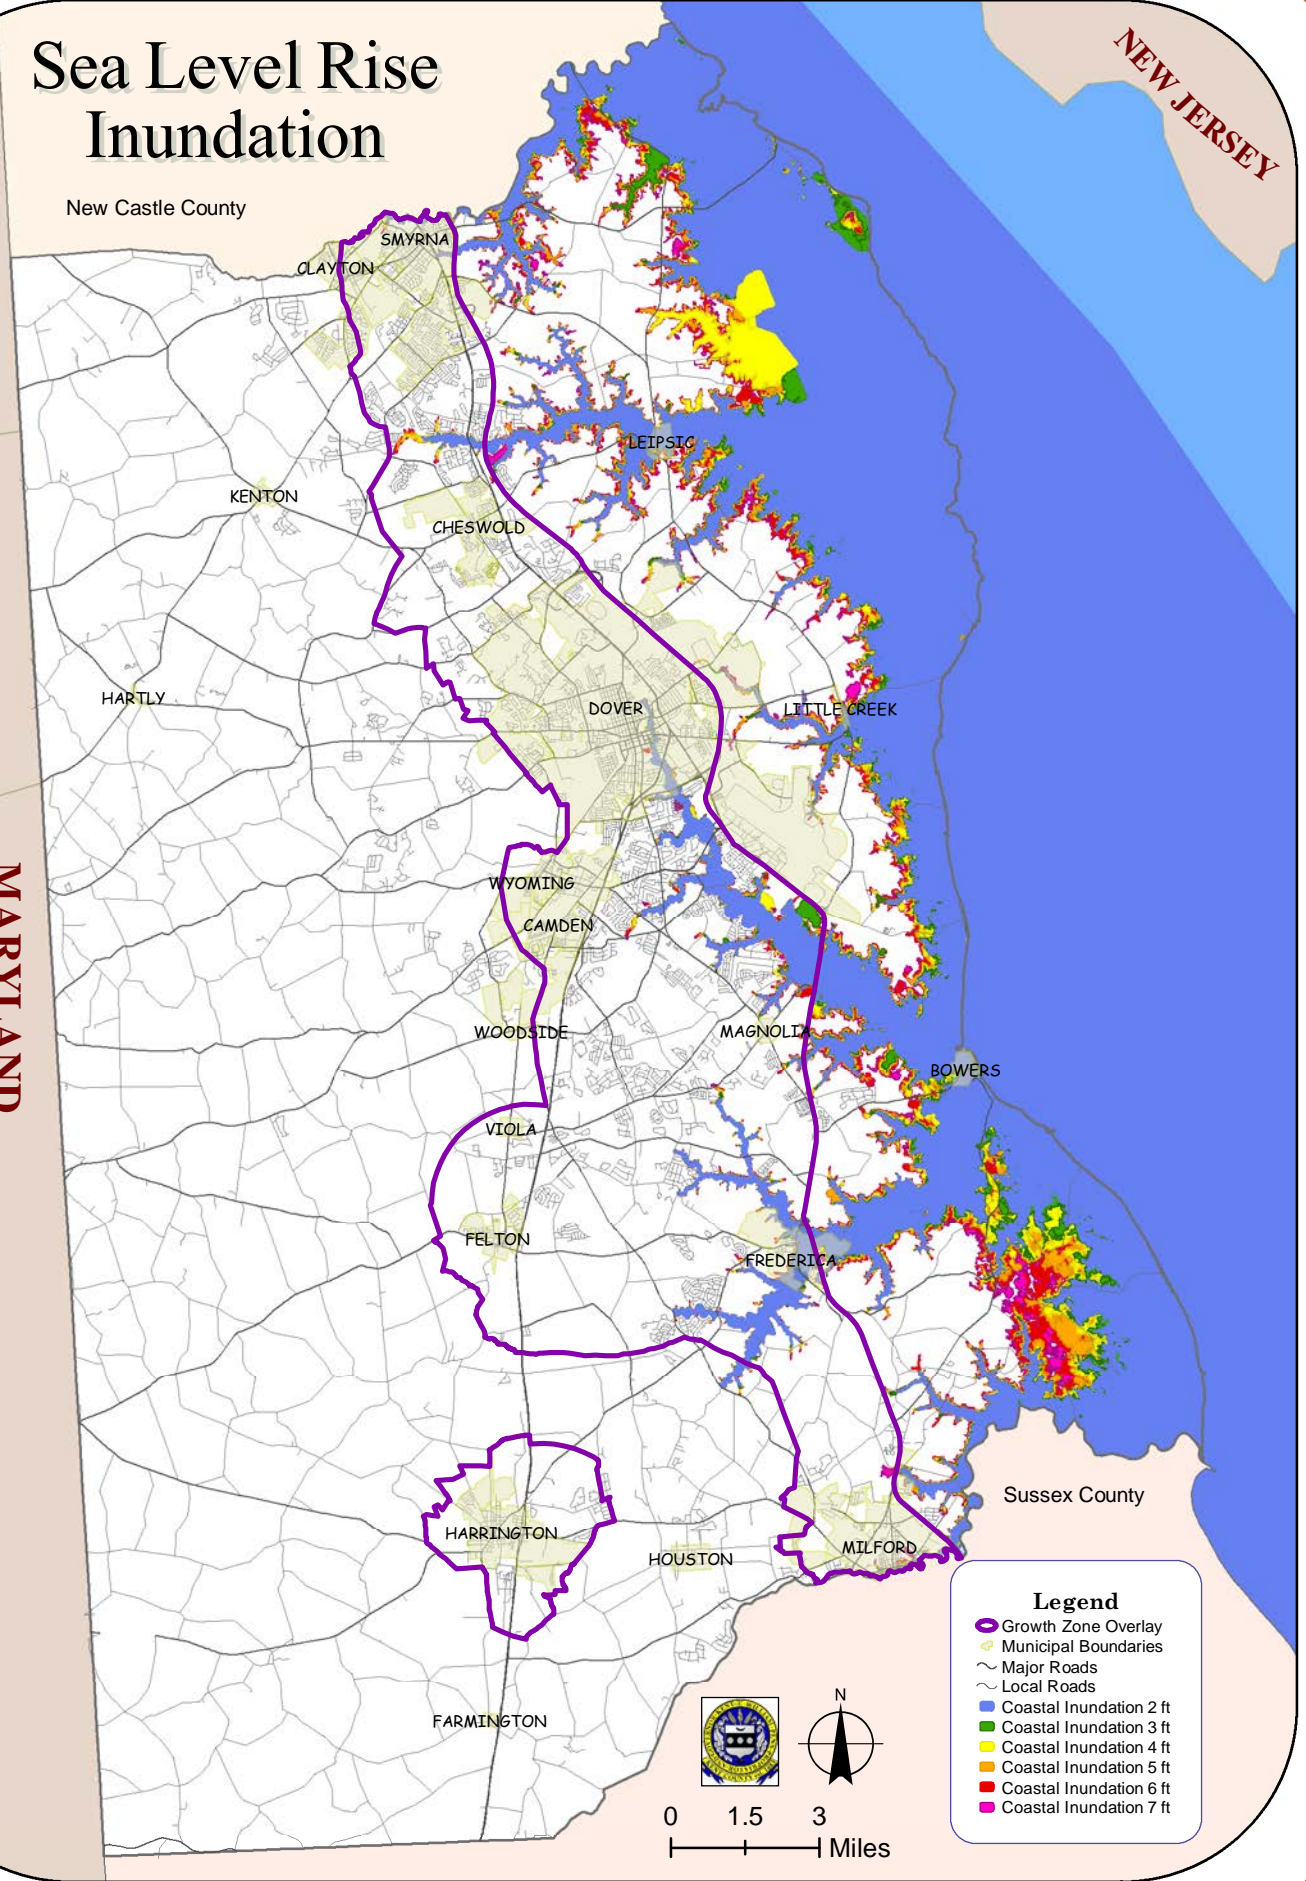 Sea Level Rise
Inundation
New Castle County
NEW JERSEY
SMYRNA
CLAYTON
LEIPSIC
KENTON
CHESWOLD
HARTLY
DOVER
LITTLE CREEK
MARYLAND
WYOMING
CAMDEN
WOODSIDE
MAGNOLIA
BOWERS
VIOLA
FELTON
FREDERICA
Sussex County
HARRINGTON
HOUSTON
MILFORD
FARMINGTON
Legend
Growth Zone Overlay
Municipal Boundaries
Major Roads
Local Roads
Coastal Inundation 2 ft
Coastal Inundation 3 ft
Coastal Inundation 4 ft
Coastal Inundation 5 ft
Coastal Inundation 6 ft
Coastal Inundation 7 ft
N
0 1.5 3
Miles